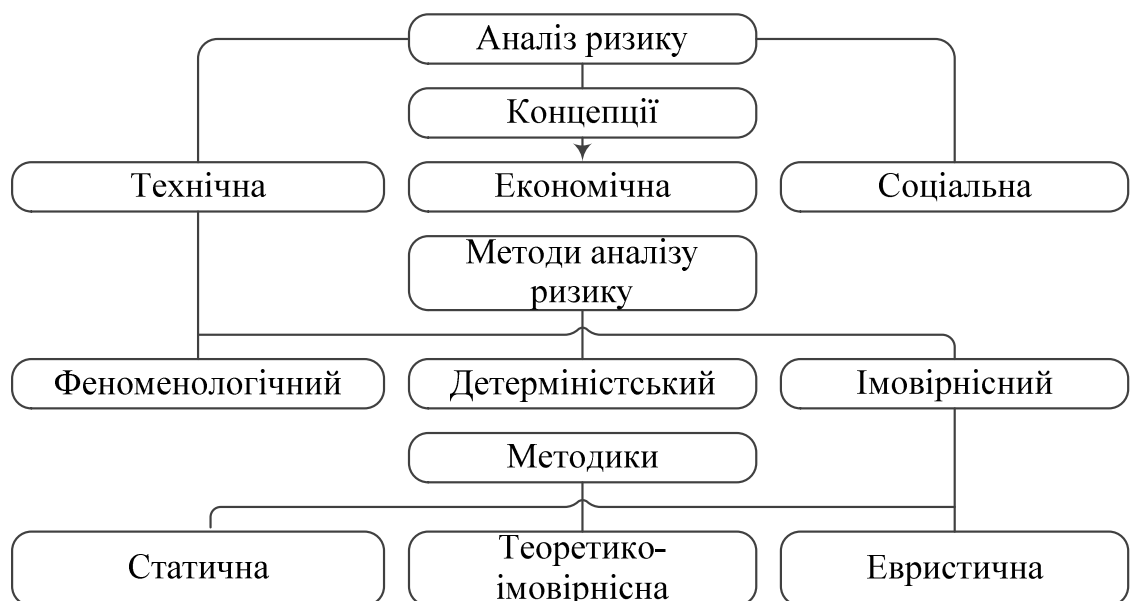 Аналіз ризику
Концепції
Технічна
Економічна
Соціальна
Методи аналізу
ризику
Феноменологічний
Детерміністський
Імовірнісний
Методики
Статична
Теоретико-
імовірнісна
Евристична